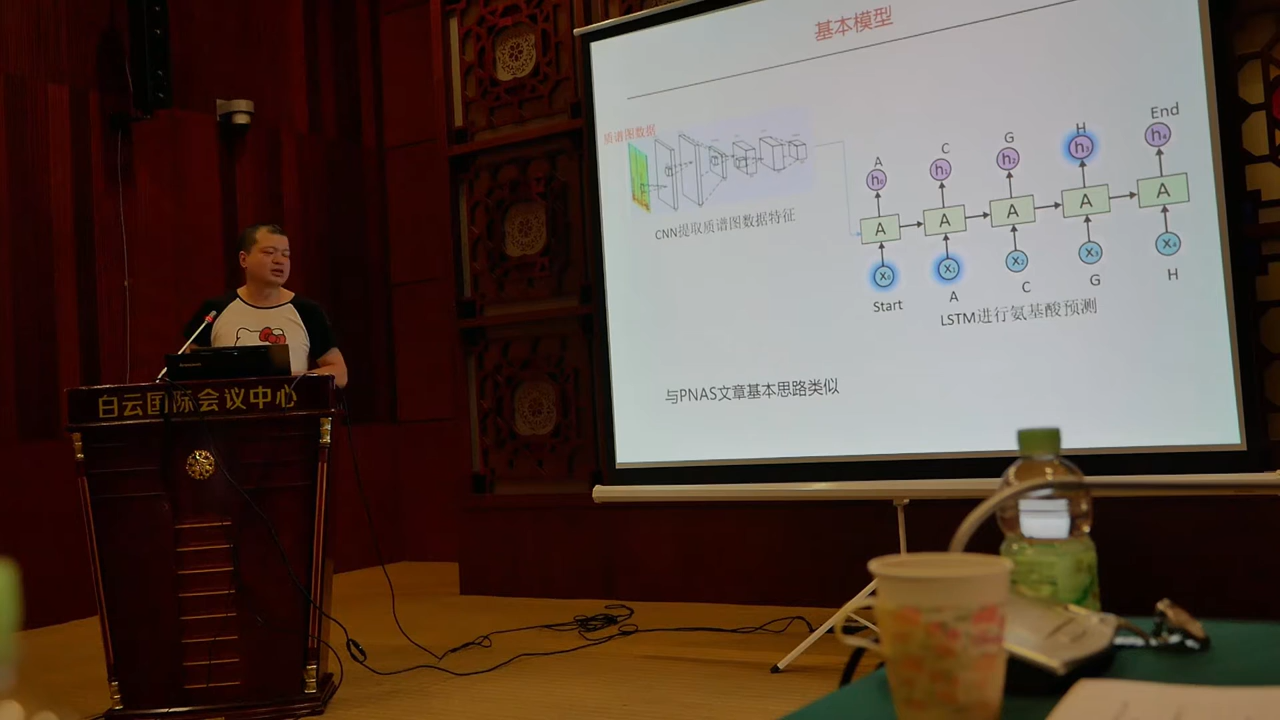 基本模型
质谱图数据
CNN提取质谱图数据特征
A
C
G
H
End
h₀
h₁
h₂
h₃
h₄
A
A
A
A
A
X₀
X₁
X₂
X₃
X₄
Start
A
C
G
H
LSTM进行氨基酸预测
与PNAS文章基本思路类似
白云国际会议中心